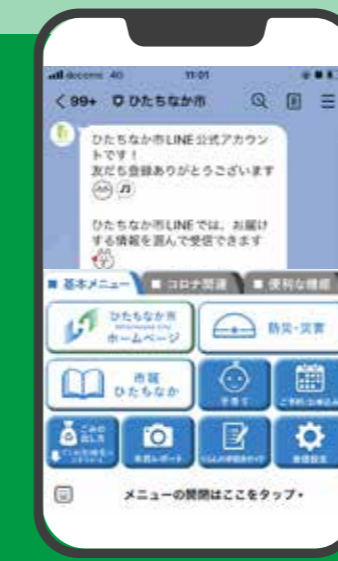 docomo 4G 11:01
99+ ひたちなか市
ひたちなか市LINE公式アカウン
トです!
友だち登録ありがとうございます
ひたちなか市LINEでは、お届け
する情報を選んで受信できます
■ 基本メニュー ■ コロナ関連 ■ 便利な機能
ひたちなか市
ホームページ
防災・災害
市報
ひたちなか
子育て
ごみの
出し方
市民レポート
受信設定
メニューの開閉はここをタップ